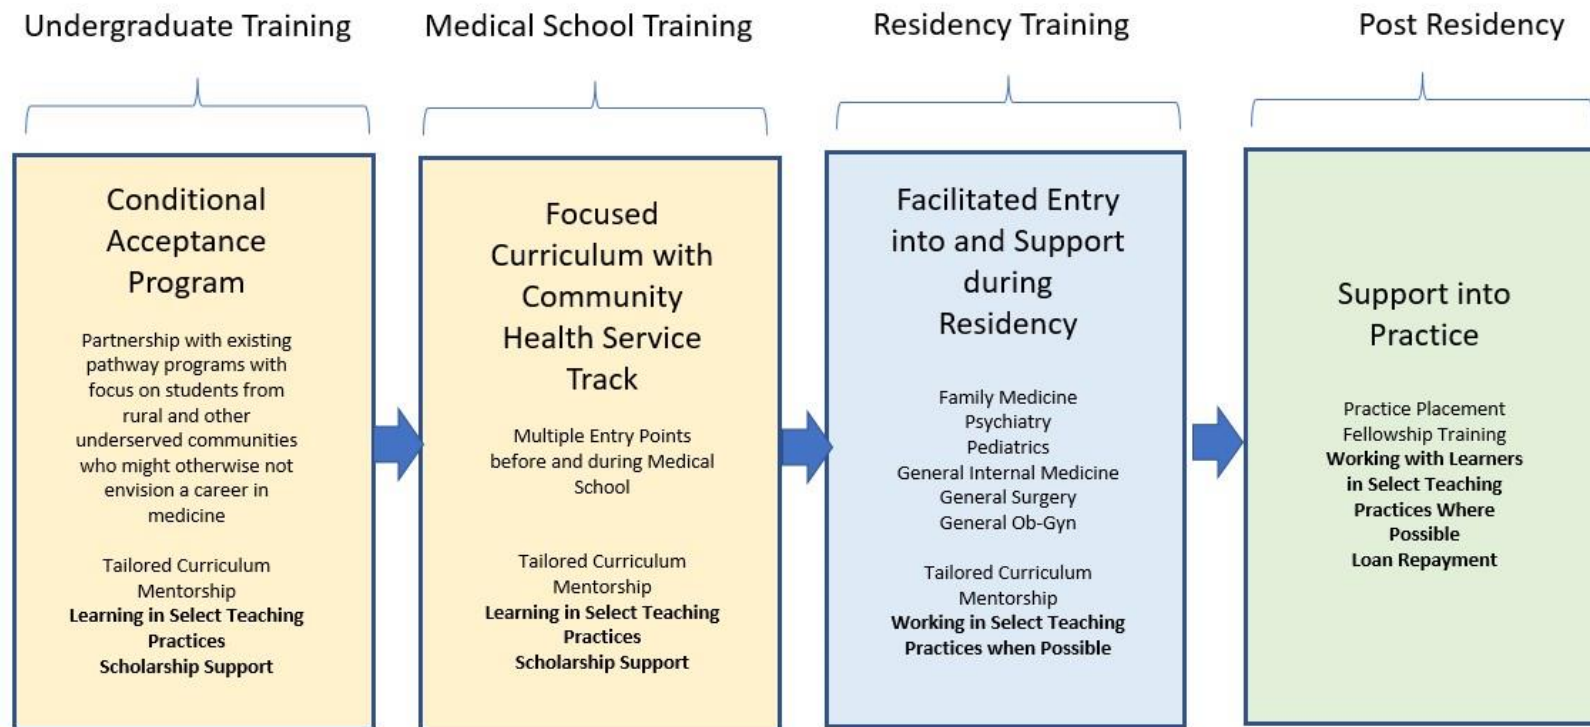 Undergraduate Training
Medical School Training
Residency Training
Post Residency
Conditional
Acceptance
Program
Partnership with existing
pathway programs with
focus on students from
rural and other
underserved communities
who might otherwise not
envision a career in
medicine
Tailored Curriculum
Mentorship
Learning in Select Teaching
Practices
Scholarship Support
Focused
Curriculum with
Community
Health Service
Track
Multiple Entry Points
before and during Medical
School
Tailored Curriculum
Mentorship
Learning in Select Teaching
Practices
Scholarship Support
Facilitated Entry
into and Support
during
Residency
Family Medicine
Psychiatry
Pediatrics
General Internal Medicine
General Surgery
General Ob-Gyn
Tailored Curriculum
Mentorship
Working in Select Teaching
Practices when Possible
Support into
Practice
Practice Placement
Fellowship Training
Working with Learners
in Select Teaching
Practices Where
Possible
Loan Repayment